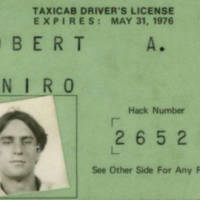 TAXICAB DRIVER'S LICENSE
EXPIRES: MAY 31, 1976
OBERT A.
NIRO
Hack Number
2652
See Other Side For Any R